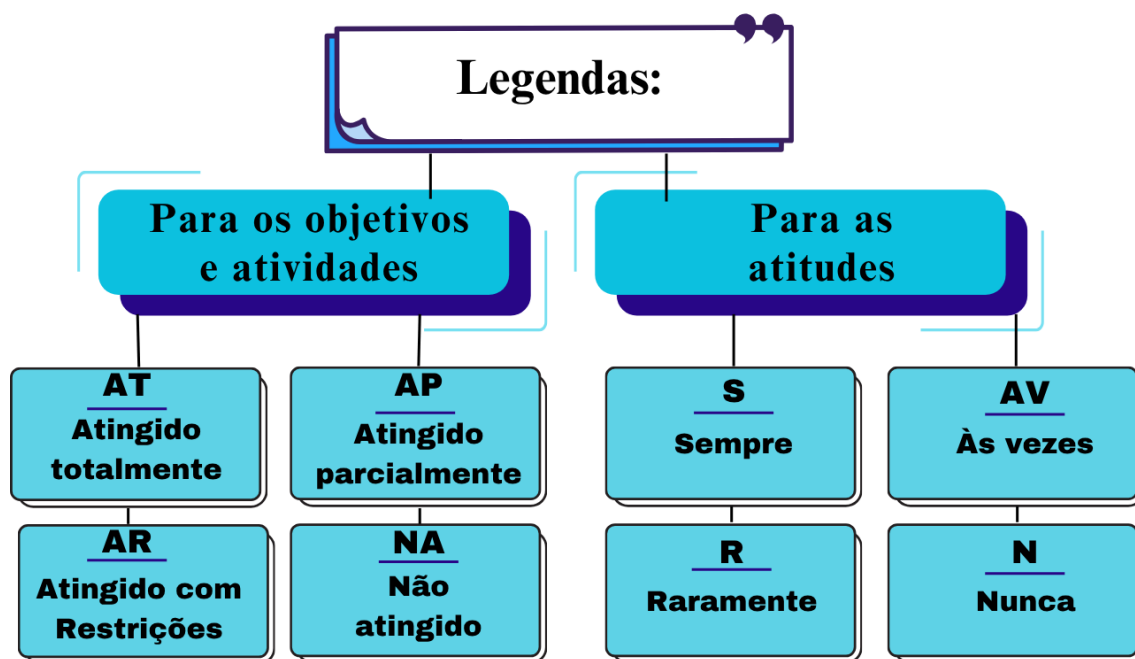 Legendas:
Para os objetivos
e atividades
Para as
atitudes
AT
Atingido
totalmente
AP
Atingido
parcialmente
S
Sempre
AV
Às vezes
AR
Atingido com
Restrições
NA
Não
atingido
R
Raramente
N
Nunca